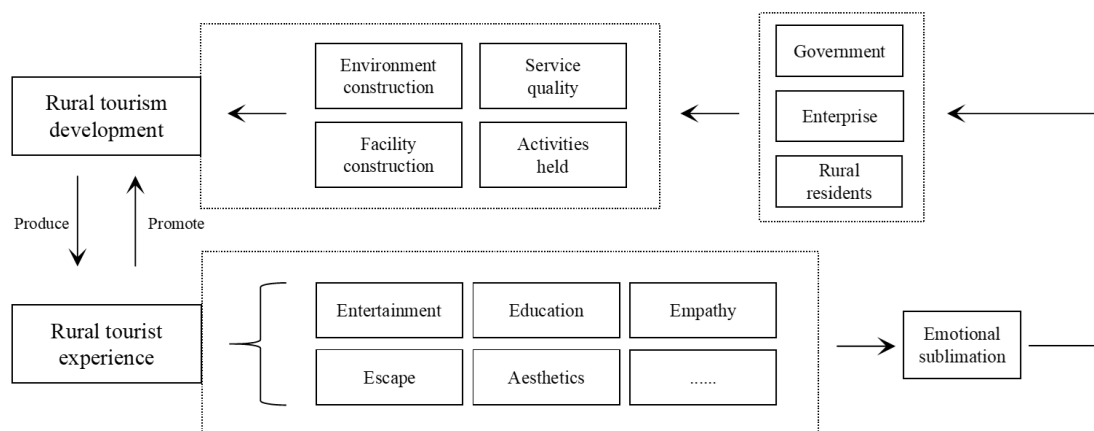 Rural tourism
development
Environment
construction
Service
quality
Facility
construction
Activities
held
Government
Enterprise
Rural
residents
Produce
Promote
Rural tourist
experience
Entertainment
Education
Empathy
Escape
Aesthetics
......
Emotional
sublimation